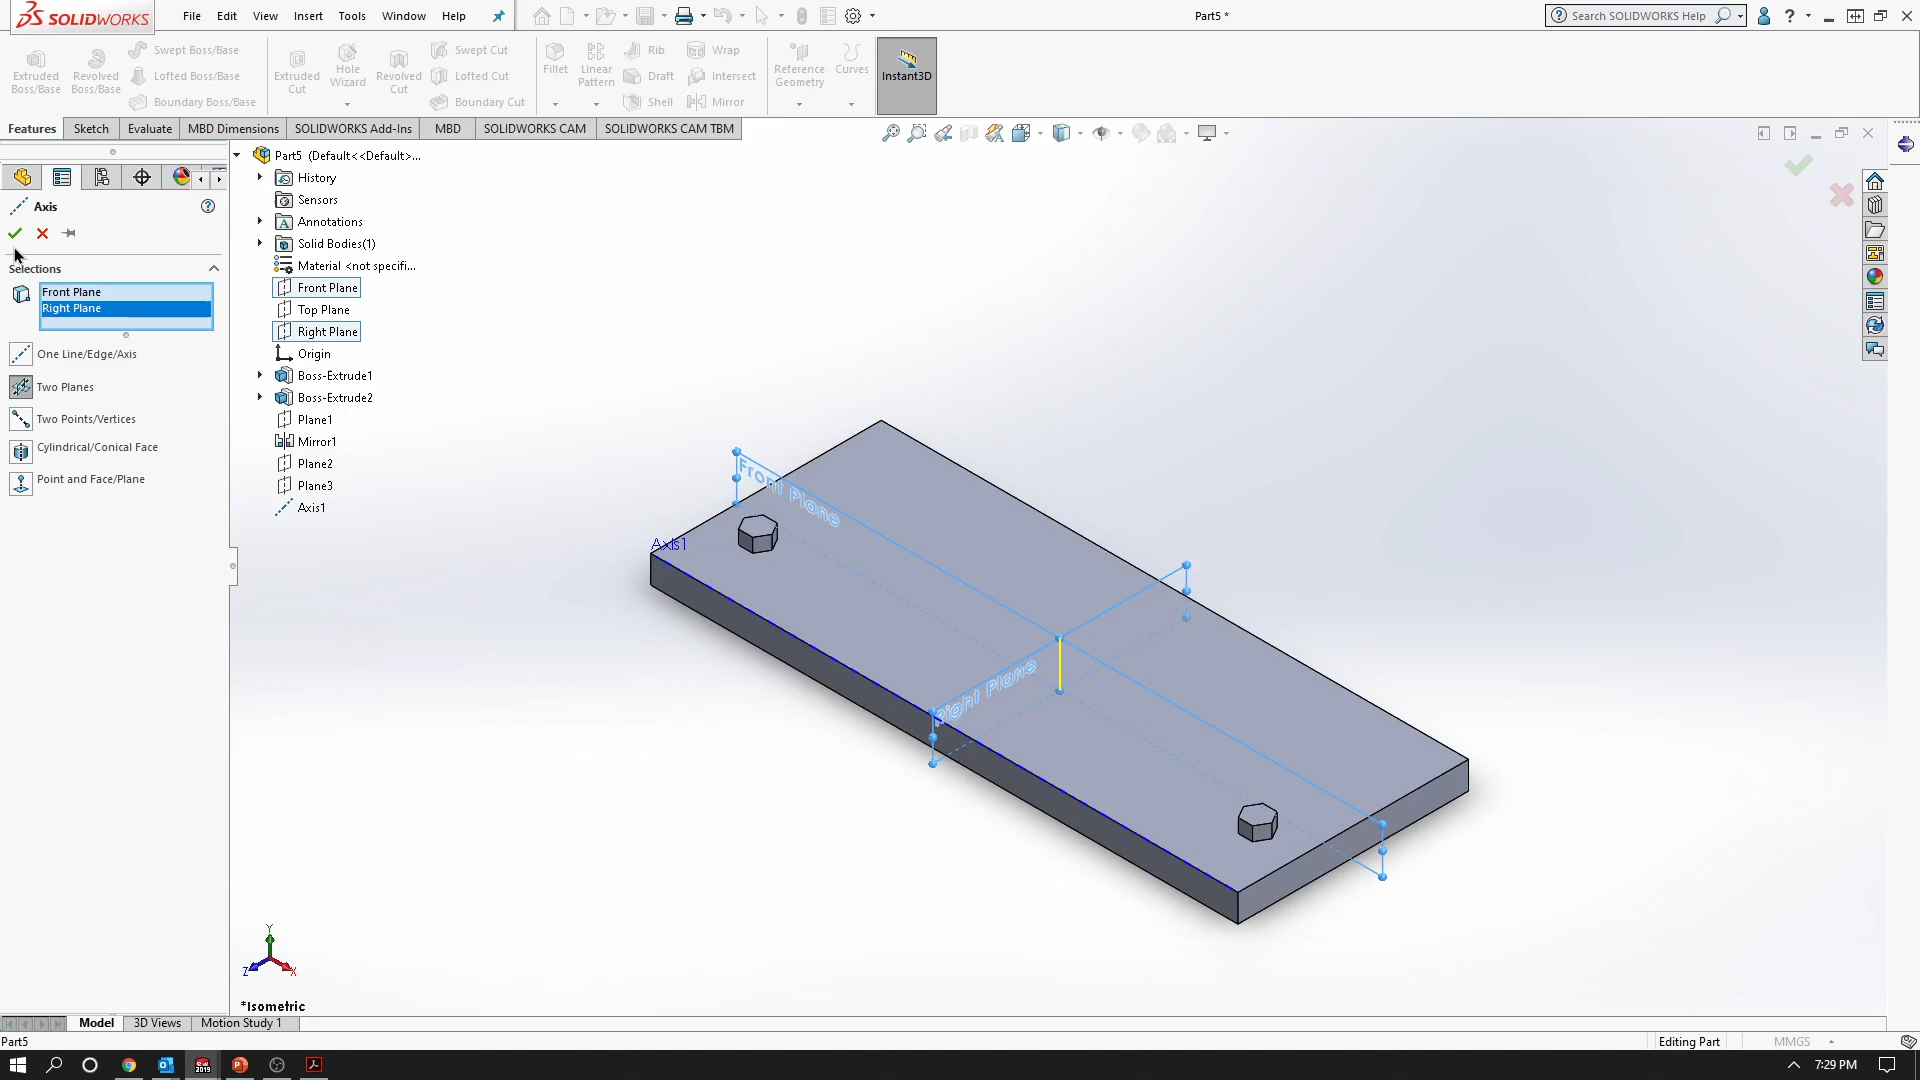 SOLIDWORKS
File Edit View Insert Tools Window Help
Part5 *
Search SOLIDWORKS Help
Extruded Boss/Base
Revolved Boss/Base
Swept Boss/Base
Lofted Boss/Base
Boundary Boss/Base
Extruded Cut
Hole Wizard
Revolved Cut
Swept Cut
Lofted Cut
Boundary Cut
Fillet
Linear Pattern
Rib
Draft
Shell
Wrap
Intersect
Mirror
Reference Geometry
Curves
Instant3D
Features Sketch Evaluate MBD Dimensions SOLIDWORKS Add-Ins MBD SOLIDWORKS CAM SOLIDWORKS CAM TBM
Axis
Selections
Front Plane
Right Plane
One Line/Edge/Axis
Two Planes
Two Points/Vertices
Cylindrical/Conical Face
Point and Face/Plane
Part5 (Default<<Default>...
History
Sensors
Annotations
Solid Bodies(1)
Material <not specifi...
Front Plane
Top Plane
Right Plane
Origin
Boss-Extrude1
Boss-Extrude2
Plane1
Mirror1
Plane2
Plane3
Axis1
Front Plane
Axis1
Right Plane
Y
Z
X
*Isometric
Model 3D Views Motion Study 1
Part5
Editing Part
MMGS
7:29 PM